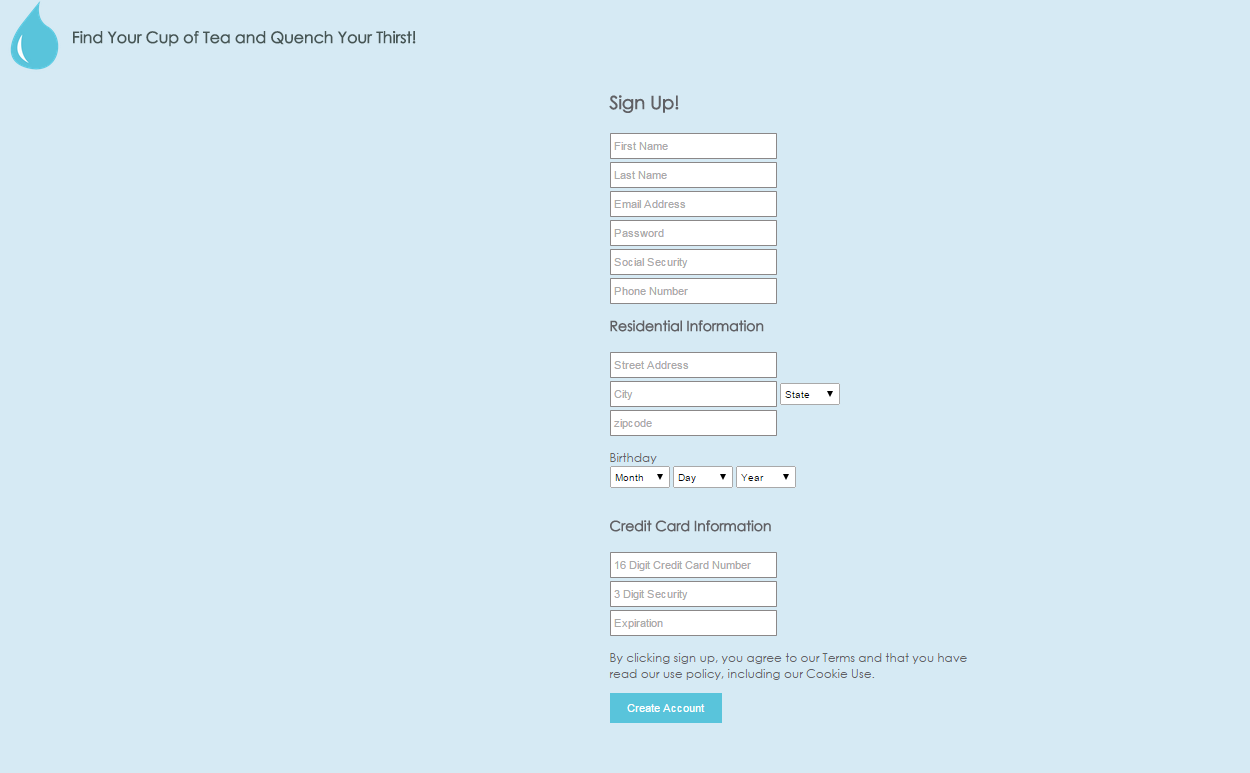 Find Your Cup of Tea and Quench Your Thirst!
Sign Up!
First Name
Last Name
Email Address
Password
Social Security
Phone Number
Residential Information
Street Address
City
State
zipcode
Birthday
Month Day Year
Credit Card Information
16 Digit Credit Card Number
3 Digit Security
Expiration
By clicking sign up, you agree to our Terms and that you have
read our use policy, including our Cookie Use.
Create Account